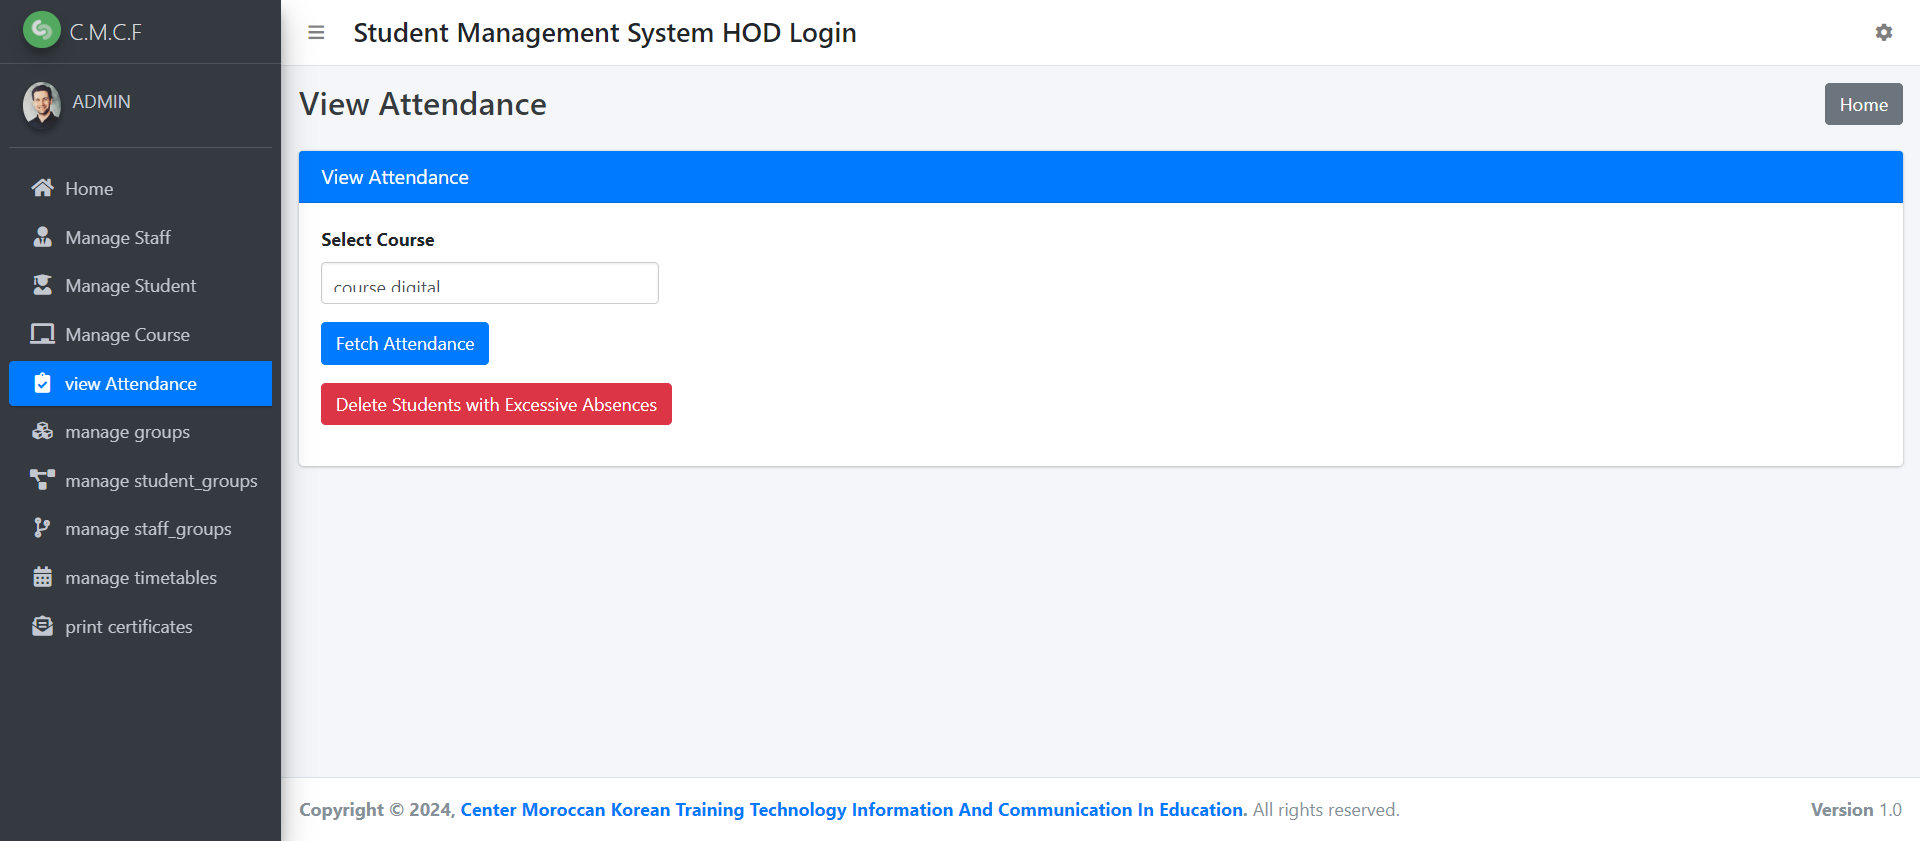 C.M.C.F
Student Management System HOD Login
ADMIN
Home
Manage Staff
Manage Student
Manage Course
view Attendance
manage groups
manage student_groups
manage staff_groups
manage timetables
print certificates
View Attendance
Home
View Attendance
Select Course
course digital
Fetch Attendance
Delete Students with Excessive Absences
Copyright © 2024, Center Moroccan Korean Training Technology Information And Communication In Education. All rights reserved.
Version 1.0